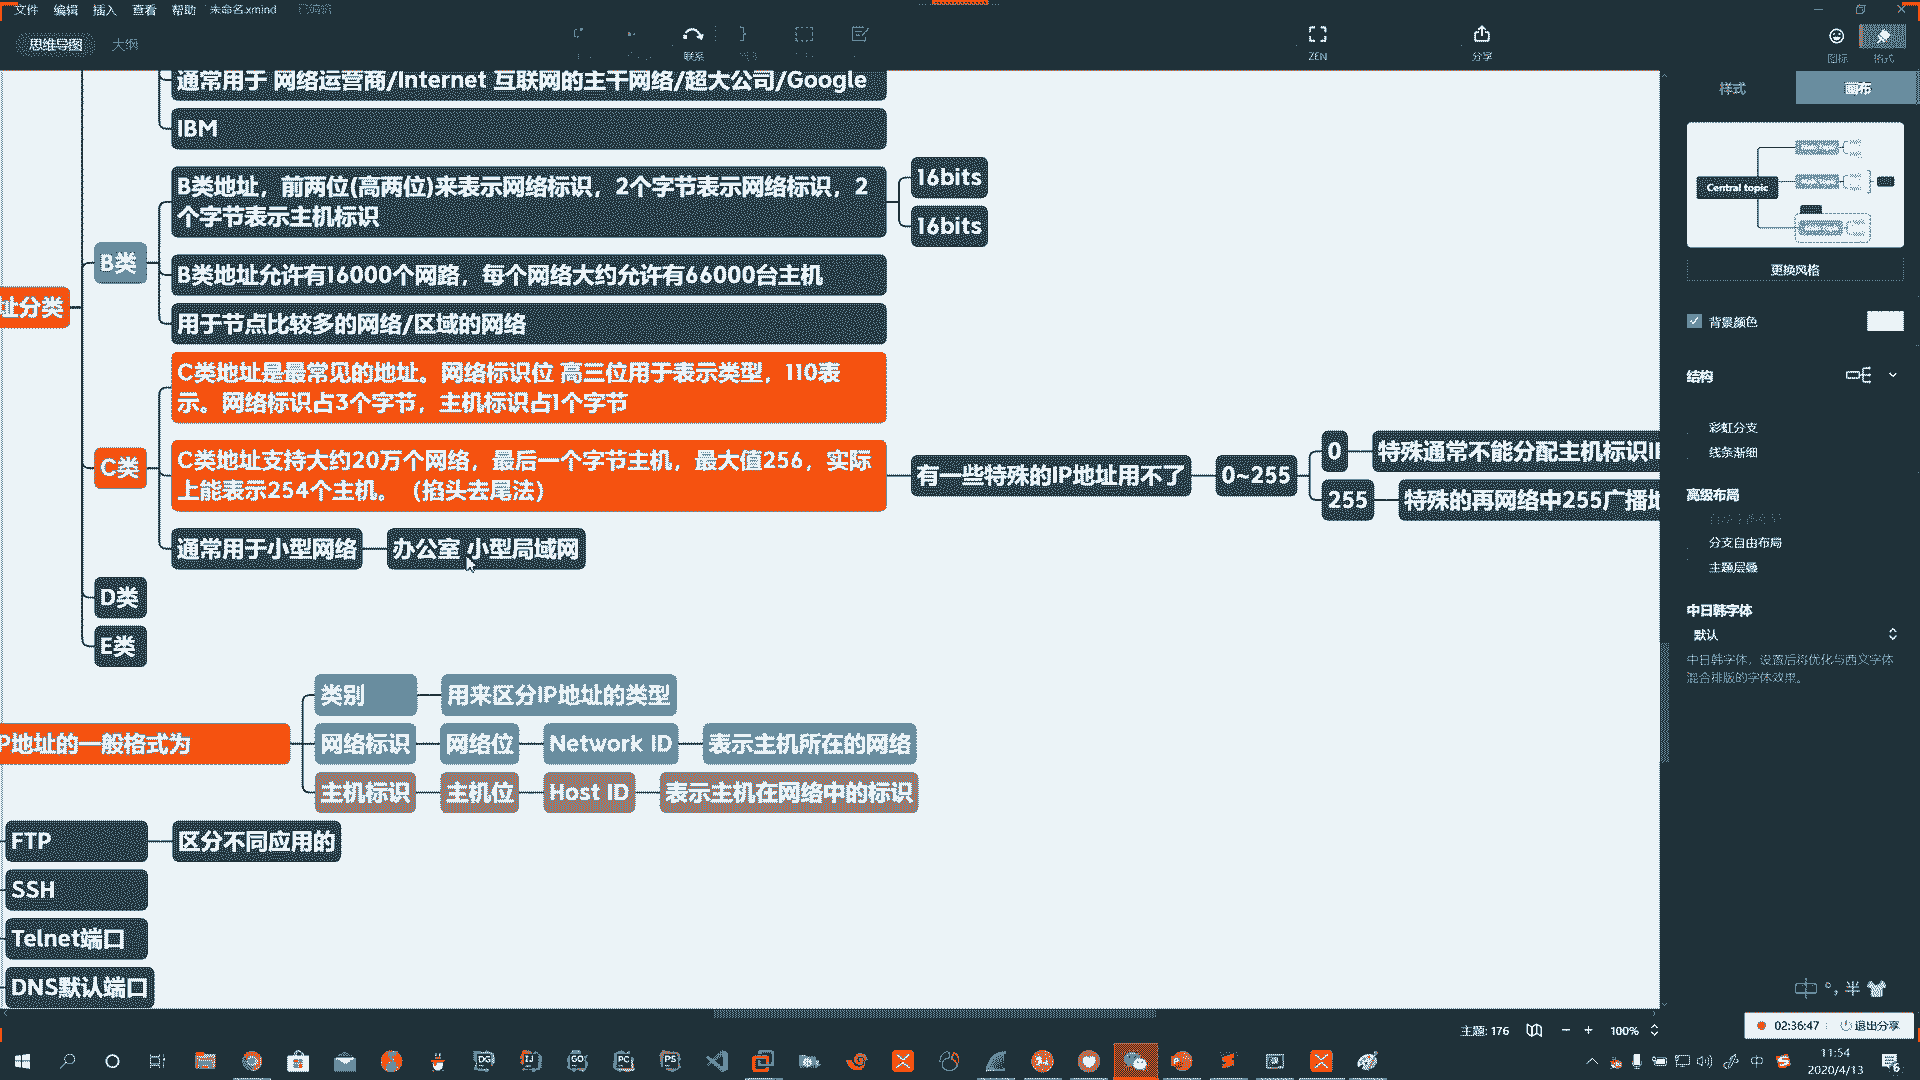 文件 编辑 插入 查看 帮助 未命名.xmind 已编辑
思维导图 大纲
联系
ZEN
分享
图标
格式
通常用于 网络运营商/Internet 互联网的主干网络/超大公司/Google
IBM
B类地址，前两位(高两位)来表示网络标识，2个字节表示网络标识，2
个字节表示主机标识
16bits
16bits
B类
B类地址允许有16000个网路，每个网络大约允许有66000台主机
用于节点比较多的网络/区域的网络
址分类
C类地址是最常见的地址。网络标识位 高三位用于表示类型，110表
示。网络标识占3个字节，主机标识占1个字节
C类
C类地址支持大约20万个网络，最后一个字节主机，最大值256，实际
上能表示254个主机。（掐头去尾法）
有一些特殊的IP地址用不了
0~255
0
特殊通常不能分配主机标识I
255
特殊的再网络中255广播地
通常用于小型网络
办公室 小型局域网
D类
E类
P地址的一般格式为
类别
用来区分IP地址的类型
网络标识
网络位
Network ID
表示主机所在的网络
主机标识
主机位
Host ID
表示主机在网络中的标识
FTP
区分不同应用的
SSH
Telnet端口
DNS默认端口
样式
画布
Central topic
更换风格
背景颜色
结构
彩虹分支
线条渐细
高级布局
分支自由布局
主题层叠
中日韩字体
默认
中日韩字体，设置后将优化与西文字体
混合排版的字体效果。
中 °, 半
主题: 176
100%
02:36:47
退出分享
DG
IJ
GO
PC
PS
中
11:54
2020/4/13
6